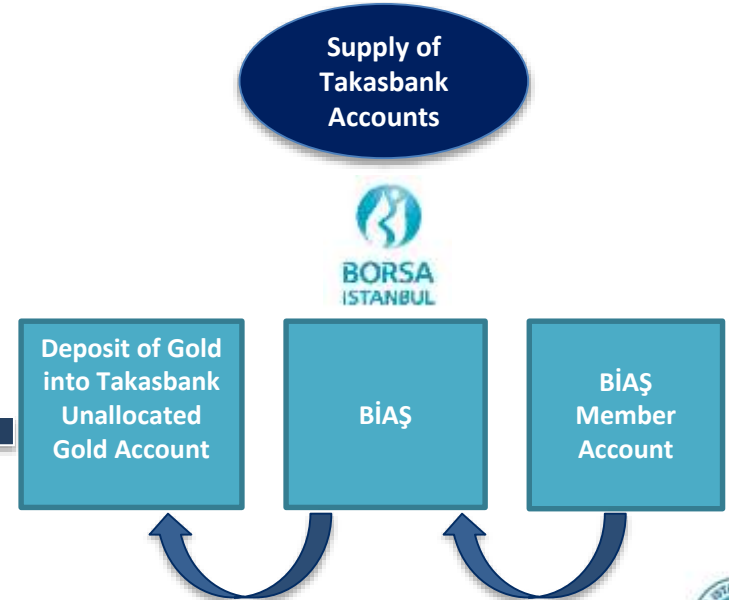 Supply of
Takasbank
Accounts
BORSA
ISTANBUL
Deposit of Gold
into Takasbank
Unallocated
Gold Account
BİAŞ
BİAŞ
Member
Account